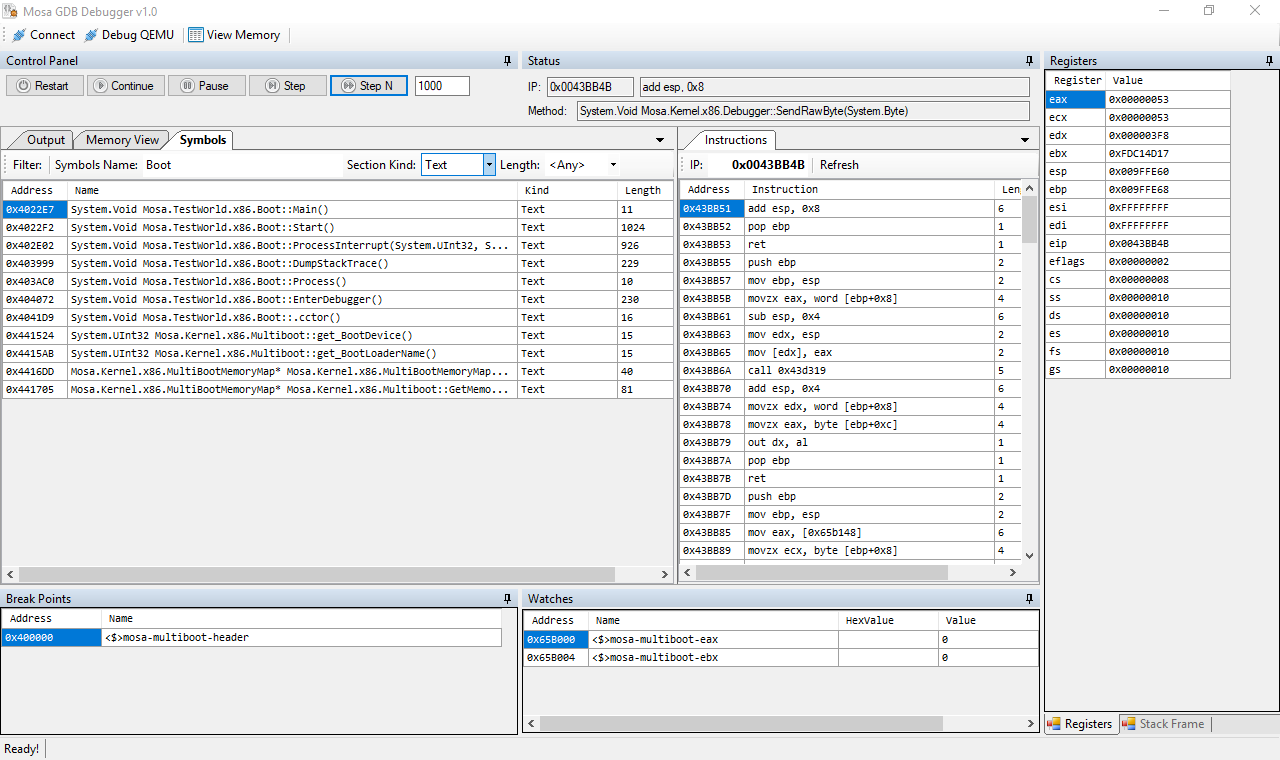 Mosa GDB Debugger v1.0
Connect Debug QEMU View Memory
Control Panel
Restart Continue Pause Step Step N 1000
Status
IP: 0x0043BB4B add esp, 0x8
Method: System.Void Mosa.Kernel.x86.Debugger::SendRawByte(System.Byte)
Output Memory View Symbols
Filter: Symbols Name: Boot Section Kind: Text Length: <Any>
Address Name Kind Length
0x4022E7 System.Void Mosa.TestWorld.x86.Boot::Main() Text 11
0x4022F2 System.Void Mosa.TestWorld.x86.Boot::Start() Text 1024
0x402E02 System.Void Mosa.TestWorld.x86.Boot::ProcessInterrupt(System.UInt32, S... Text 926
0x403999 System.Void Mosa.TestWorld.x86.Boot::DumpStackTrace() Text 229
0x403AC0 System.Void Mosa.TestWorld.x86.Boot::Process() Text 10
0x404072 System.Void Mosa.TestWorld.x86.Boot::EnterDebugger() Text 230
0x4041D9 System.Void Mosa.TestWorld.x86.Boot::.cctor() Text 16
0x441524 System.UInt32 Mosa.Kernel.x86.Multiboot::get_BootDevice() Text 15
0x4415AB System.UInt32 Mosa.Kernel.x86.Multiboot::get_BootLoaderName() Text 15
0x4416DD Mosa.Kernel.x86.MultiBootMemoryMap* Mosa.Kernel.x86.MultiBootMemoryMap... Text 40
0x441705 Mosa.Kernel.x86.MultiBootMemoryMap* Mosa.Kernel.x86.Multiboot::GetMemo... Text 81
Instructions
IP: 0x0043BB4B Refresh
Address Instruction Len
0x43BB51 add esp, 0x8 6
0x43BB52 pop ebp 1
0x43BB53 ret 1
0x43BB55 push ebp 2
0x43BB57 mov ebp, esp 2
0x43BB5B movzx eax, word [ebp+0x8] 4
0x43BB61 sub esp, 0x4 6
0x43BB63 mov edx, esp 2
0x43BB65 mov [edx], eax 2
0x43BB6A call 0x43d319 5
0x43BB70 add esp, 0x4 6
0x43BB74 movzx edx, word [ebp+0x8] 4
0x43BB78 movzx eax, byte [ebp+0xc] 4
0x43BB79 out dx, al 1
0x43BB7A pop ebp 1
0x43BB7B ret 1
0x43BB7D push ebp 2
0x43BB7F mov ebp, esp 2
0x43BB85 mov eax, [0x65b148] 6
0x43BB89 movzx ecx, byte [ebp+0x8] 4
Registers
Register Value
eax 0x00000053
ecx 0x00000053
edx 0x000003F8
ebx 0xFDC14D17
esp 0x009FFE60
ebp 0x009FFE68
esi 0xFFFFFFFF
edi 0xFFFFFFFF
eip 0x0043BB4B
eflags 0x00000002
cs 0x00000008
ss 0x00000010
ds 0x00000010
es 0x00000010
fs 0x00000010
gs 0x00000010
Registers Stack Frame
Break Points
Address Name
0x400000 <$>mosa-multiboot-header
Watches
Address Name HexValue Value
0x65B000 <$>mosa-multiboot-eax 0
0x65B004 <$>mosa-multiboot-ebx 0
Ready!